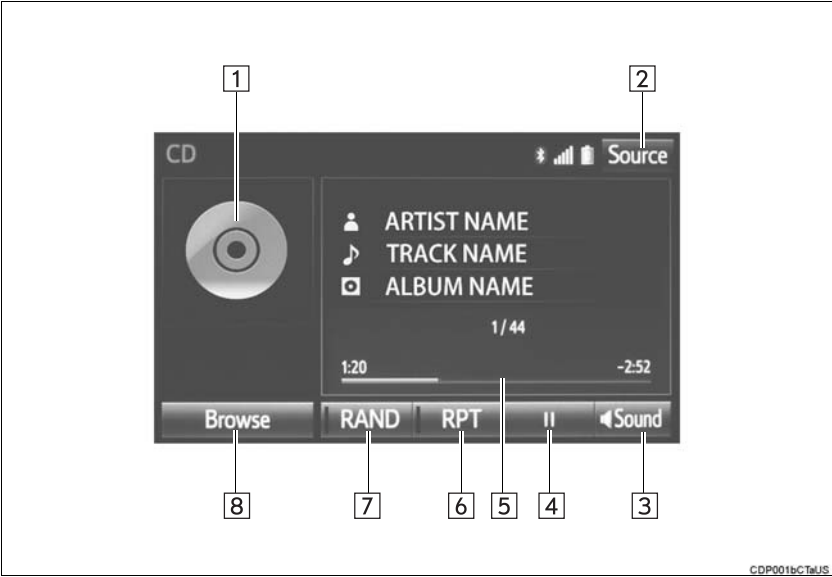 1 2
CD Source
ARTIST NAME
TRACK NAME
ALBUM NAME
1/44
1:20 -2:52
Browse RAND RPT II Sound
8 7 6 5 4 3
CDP001bCTaUS